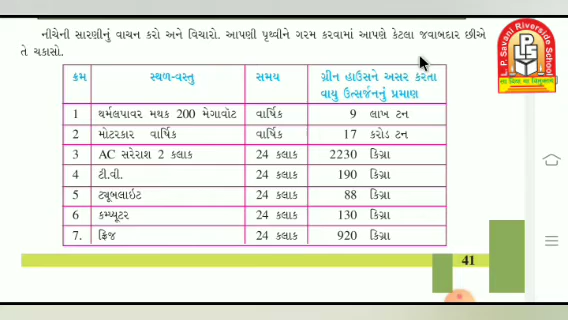 નીચેની સારણીનું વાચન કરો અને વિચારો. આપણી પૃથ્વીને ગરમ કરવામાં આપણે કેટલા જવાબદાર છીએ
તે ચકાસો.
ક્રમ સ્થળ-વસ્તુ સમય ગ્રીન હાઉસને અસર કરતા
વાયુ ઉત્સર્જનનું પ્રમાણ
1 થર્મલપાવર મથક 200 મેગાવૉટ વાર્ષિક 9 લાખ ટન
2 મોટરકાર વાર્ષિક વાર્ષિક 17 કરોડ ટન
3 AC સરેરાશ 2 કલાક 24 કલાક 2230 કિગ્રા
4 ટી.વી. 24 કલાક 190 કિગ્રા
5 ટ્યૂબલાઇટ 24 કલાક 88 કિગ્રા
6 કમ્પ્યૂટર 24 કલાક 130 કિગ્રા
7. ફ્રિજ 24 કલાક 920 કિગ્રા
41
L. P. Savani Riverside School